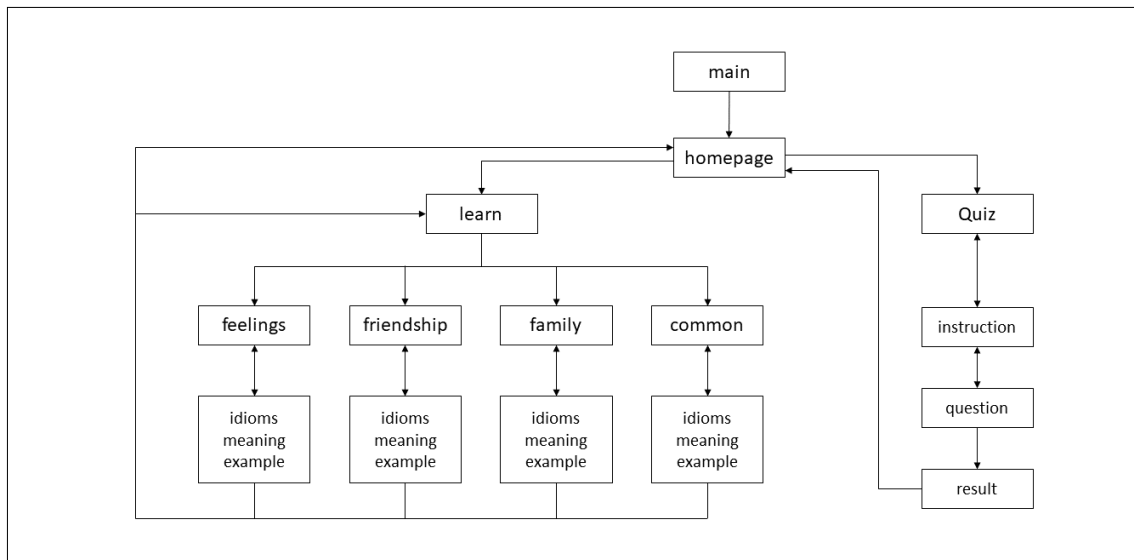 main
homepage
learn
Quiz
feelings
friendship
family
common
instruction
idioms
meaning
example
idioms
meaning
example
idioms
meaning
example
idioms
meaning
example
question
result